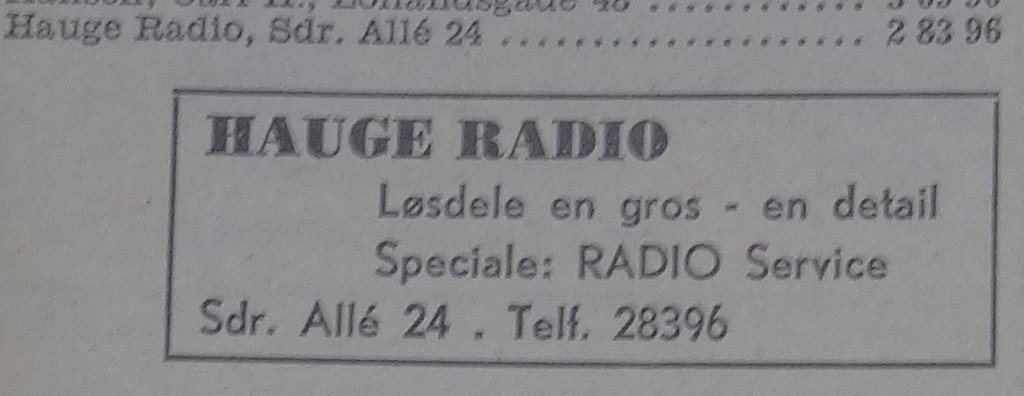 Hauge Radio, Sdr. Allé 24 .................... 2 83 96
HAUGE RADIO
Løsdele en gros - en detail
Speciale: RADIO Service
Sdr. Allé 24 . Telf. 28396